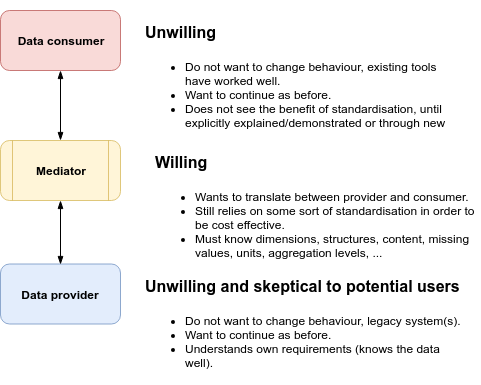 Data consumer
Unwilling
Do not want to change behaviour, existing tools
have worked well.
Want to continue as before.
Does not see the benefit of standardisation, until
explicitly explained/demonstrated or through new
Mediator
Willing
Wants to translate between provider and consumer.
Still relies on some sort of standardisation in order to
be cost effective.
Must know dimensions, structures, content, missing
values, units, aggregation levels, ...
Data provider
Unwilling and skeptical to potential users
Do not want to change behaviour, legacy system(s).
Want to continue as before.
Understands own requirements (knows the data
well).